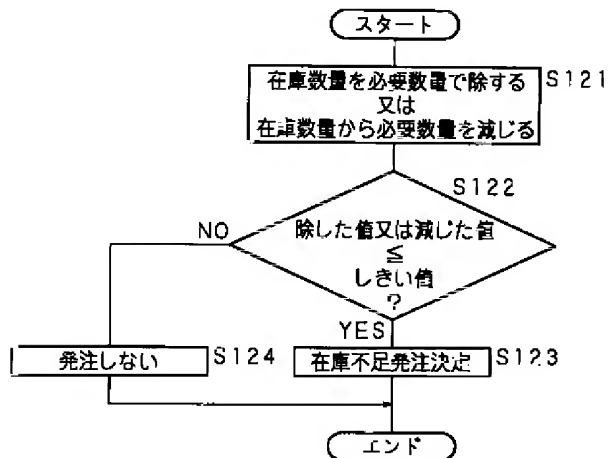 スタート
在庫数量を必要数量で除する
又は
在庫数量から必要数量を減じる
S121
S122
除した値又は減じた値
≦
しきい値
?
NO
YES
発注しない
S124
在庫不足発注決定
S123
エンド